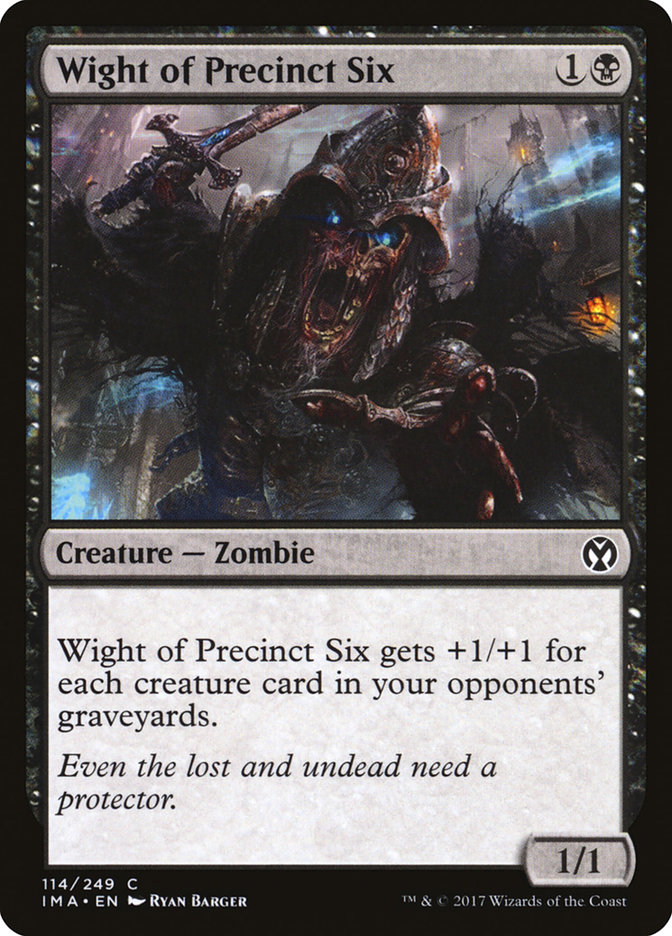 Wight of Precinct Six 1
Creature — Zombie
Wight of Precinct Six gets +1/+1 for
each creature card in your opponents'
graveyards.
Even the lost and undead need a
protector.
1/1
114/249 C
IMA • EN Ryan Barger ™ & © 2017 Wizards of the Coast